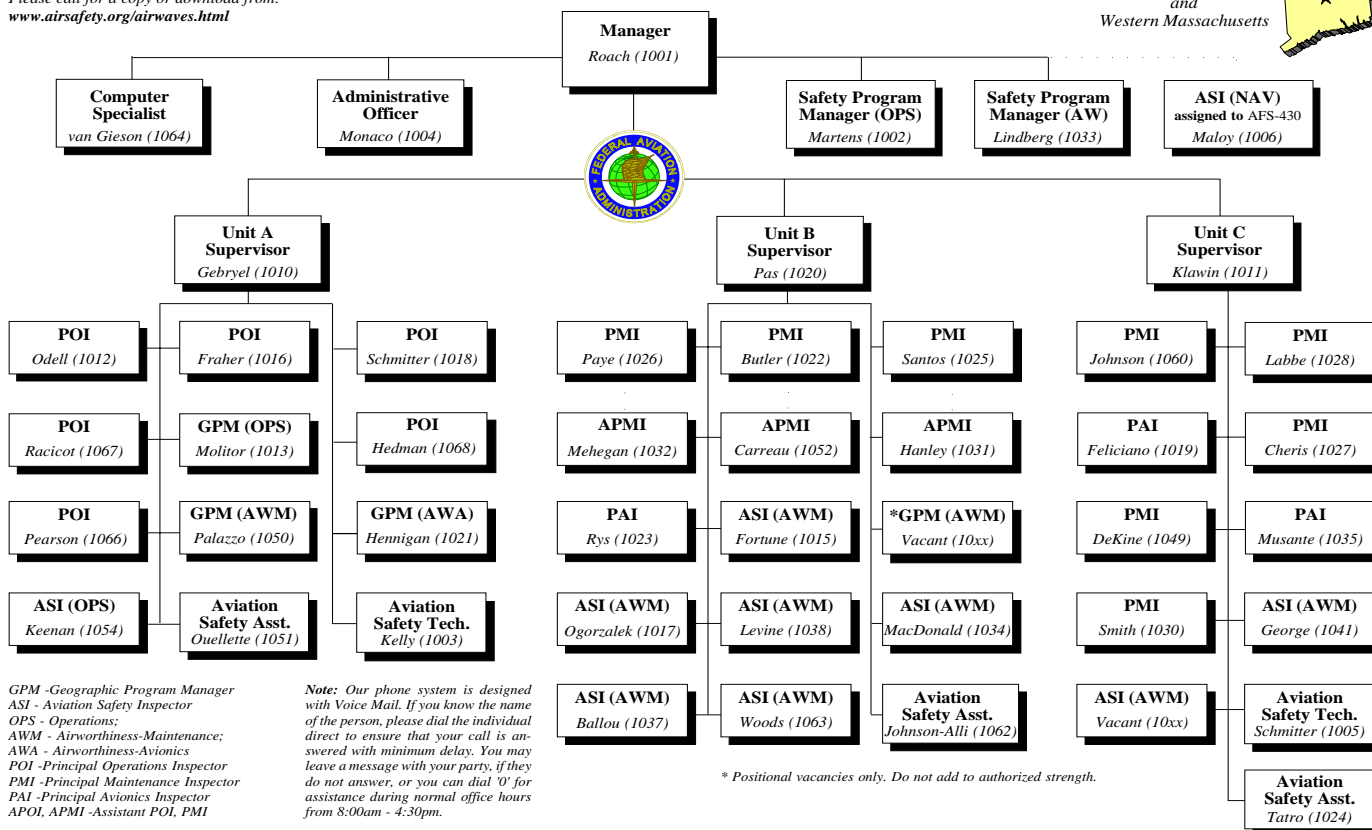 Please call for a copy or download from:
www.airsafety.org/airwaves.html
and
Western Massachusetts
Manager
Roach (1001)
Computer
Specialist
van Gieson (1064)
Administrative
Officer
Monaco (1004)
Safety Program
Manager (OPS)
Martens (1002)
Safety Program
Manager (AW)
Lindberg (1033)
ASI (NAV)
assigned to AFS-430
Maloy (1006)
FEDERAL AVIATION
ADMINISTRATION
Unit A
Supervisor
Gebryel (1010)
Unit B
Supervisor
Pas (1020)
Unit C
Supervisor
Klawin (1011)
POI
Odell (1012)
POI
Fraher (1016)
POI
Schmitter (1018)
PMI
Paye (1026)
PMI
Butler (1022)
PMI
Santos (1025)
PMI
Johnson (1060)
PMI
Labbe (1028)
POI
Racicot (1067)
GPM (OPS)
Molitor (1013)
POI
Hedman (1068)
APMI
Mehegan (1032)
APMI
Carreau (1052)
APMI
Hanley (1031)
PAI
Feliciano (1019)
PMI
Cheris (1027)
POI
Pearson (1066)
GPM (AWM)
Palazzo (1050)
GPM (AWA)
Hennigan (1021)
PAI
Rys (1023)
ASI (AWM)
Fortune (1015)
*GPM (AWM)
Vacant (10xx)
PMI
DeKine (1049)
PAI
Musante (1035)
ASI (OPS)
Keenan (1054)
Aviation
Safety Asst.
Ouellette (1051)
Aviation
Safety Tech.
Kelly (1003)
ASI (AWM)
Ogorzalek (1017)
ASI (AWM)
Levine (1038)
ASI (AWM)
MacDonald (1034)
PMI
Smith (1030)
ASI (AWM)
George (1041)
ASI (AWM)
Ballou (1037)
ASI (AWM)
Woods (1063)
Aviation
Safety Asst.
Johnson-Alli (1062)
ASI (AWM)
Vacant (10xx)
Aviation
Safety Tech.
Schmitter (1005)
Aviation
Safety Asst.
Tatro (1024)
GPM -Geographic Program Manager
ASI - Aviation Safety Inspector
OPS - Operations;
AWM - Airworthiness-Maintenance;
AWA - Airworthiness-Avionics
POI -Principal Operations Inspector
PMI -Principal Maintenance Inspector
PAI -Principal Avionics Inspector
APOI, APMI -Assistant POI, PMI
Note: Our phone system is designed
with Voice Mail. If you know the name
of the person, please dial the individual
direct to ensure that your call is an-
swered with minimum delay. You may
leave a message with your party, if they
do not answer, or you can dial '0' for
assistance during normal office hours
from 8:00am - 4:30pm.
* Positional vacancies only. Do not add to authorized strength.